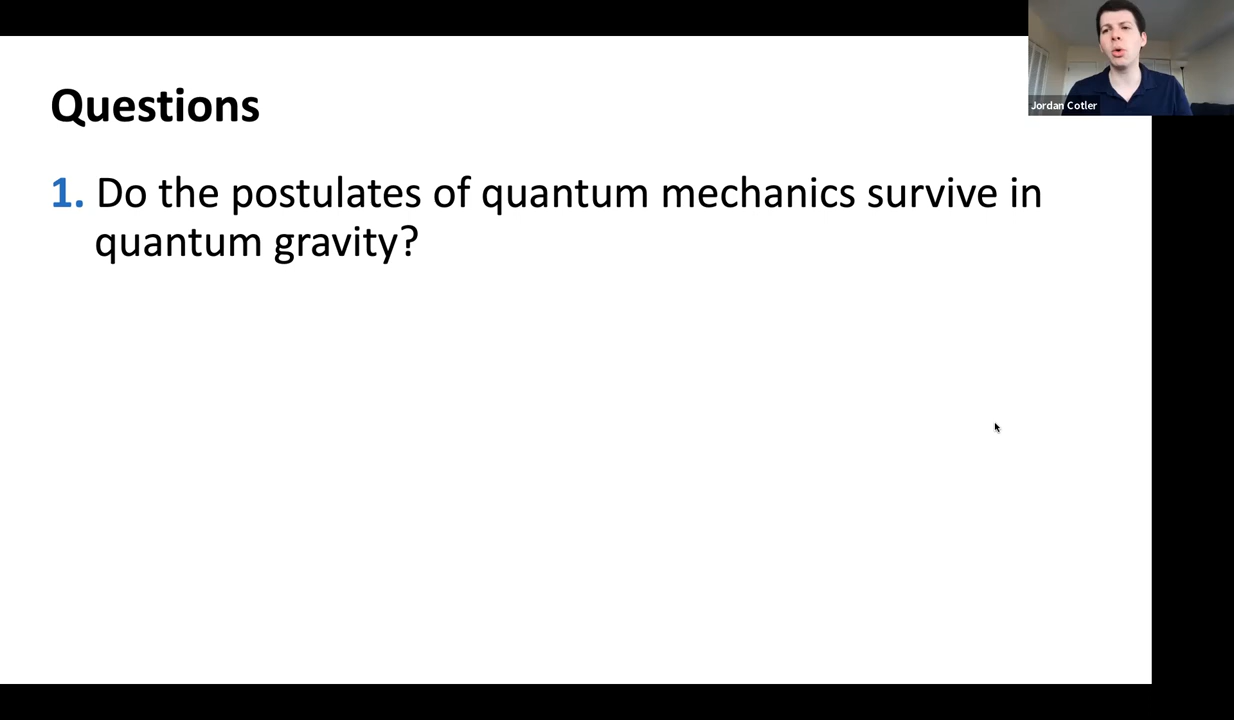 Jordan Cotler
Questions
1. Do the postulates of quantum mechanics survive in
quantum gravity?